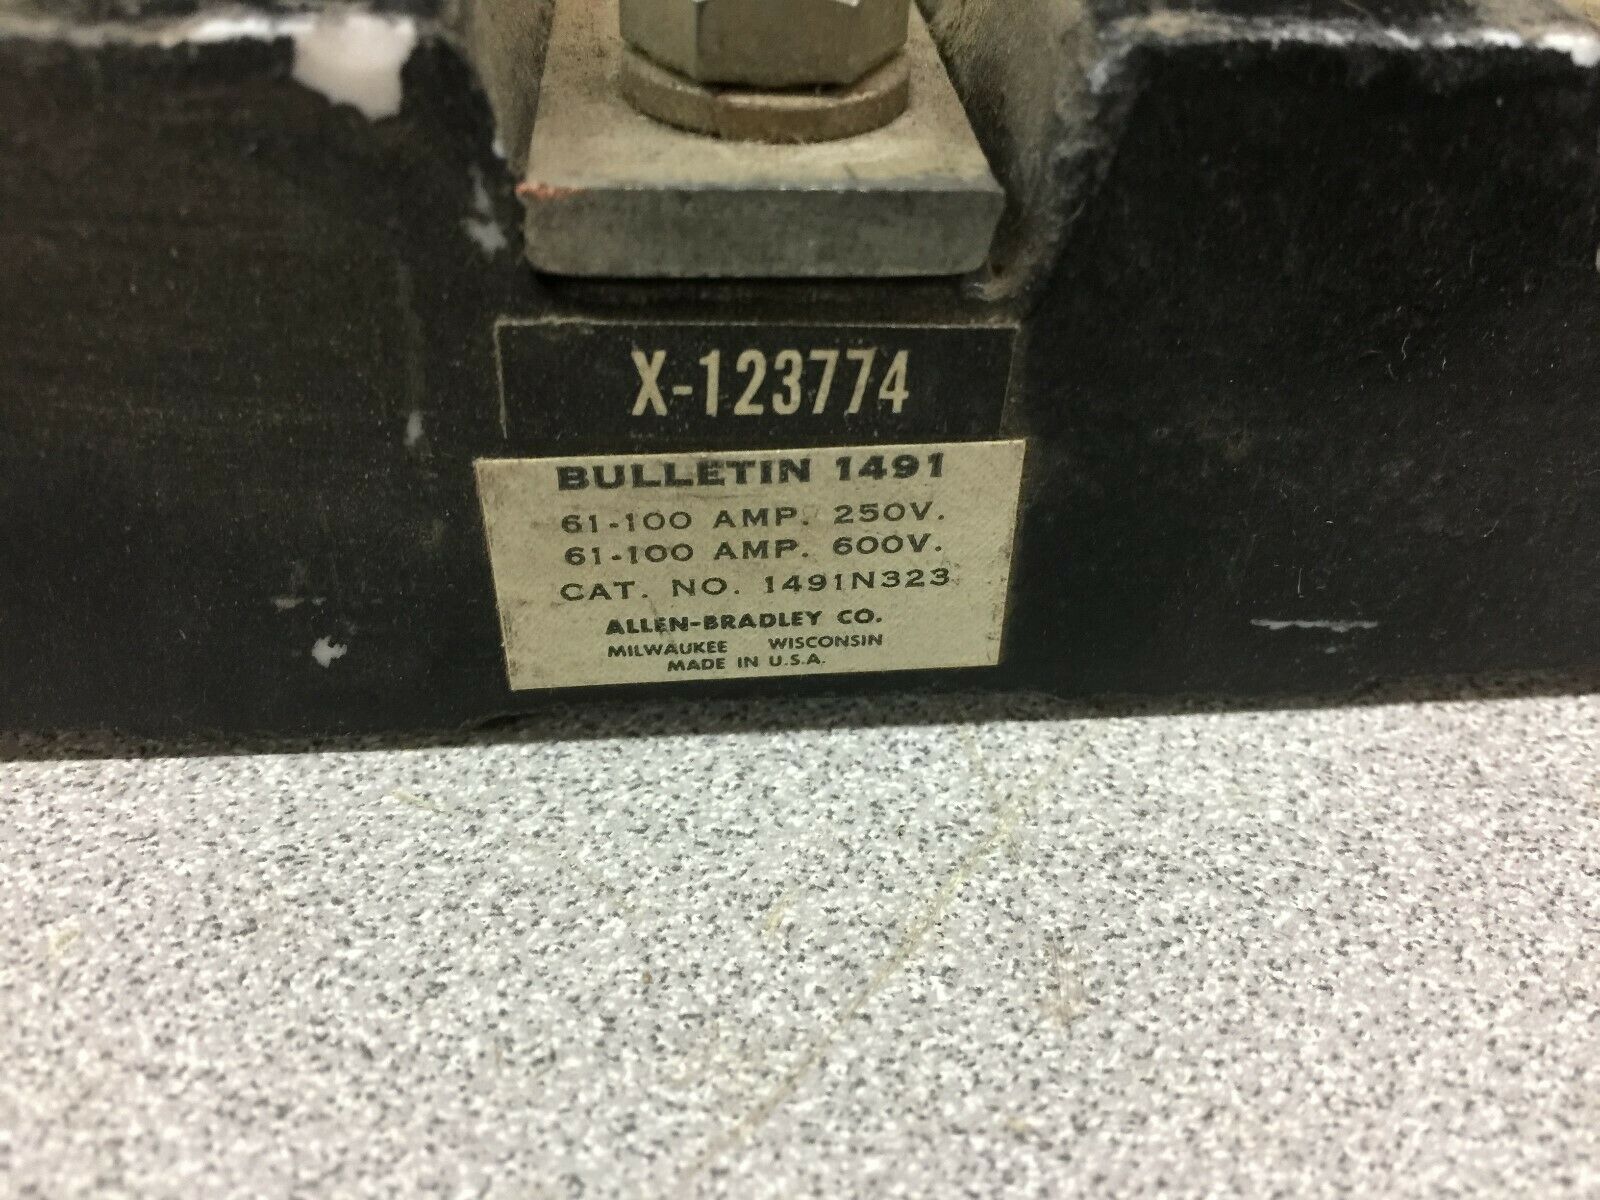 X-123774
BULLETIN 1491
61-100 AMP. 250V.
61-100 AMP. 600V.
CAT. NO. 1491N323
ALLEN-BRADLEY CO.
MILWAUKEE WISCONSIN
MADE IN U.S.A.